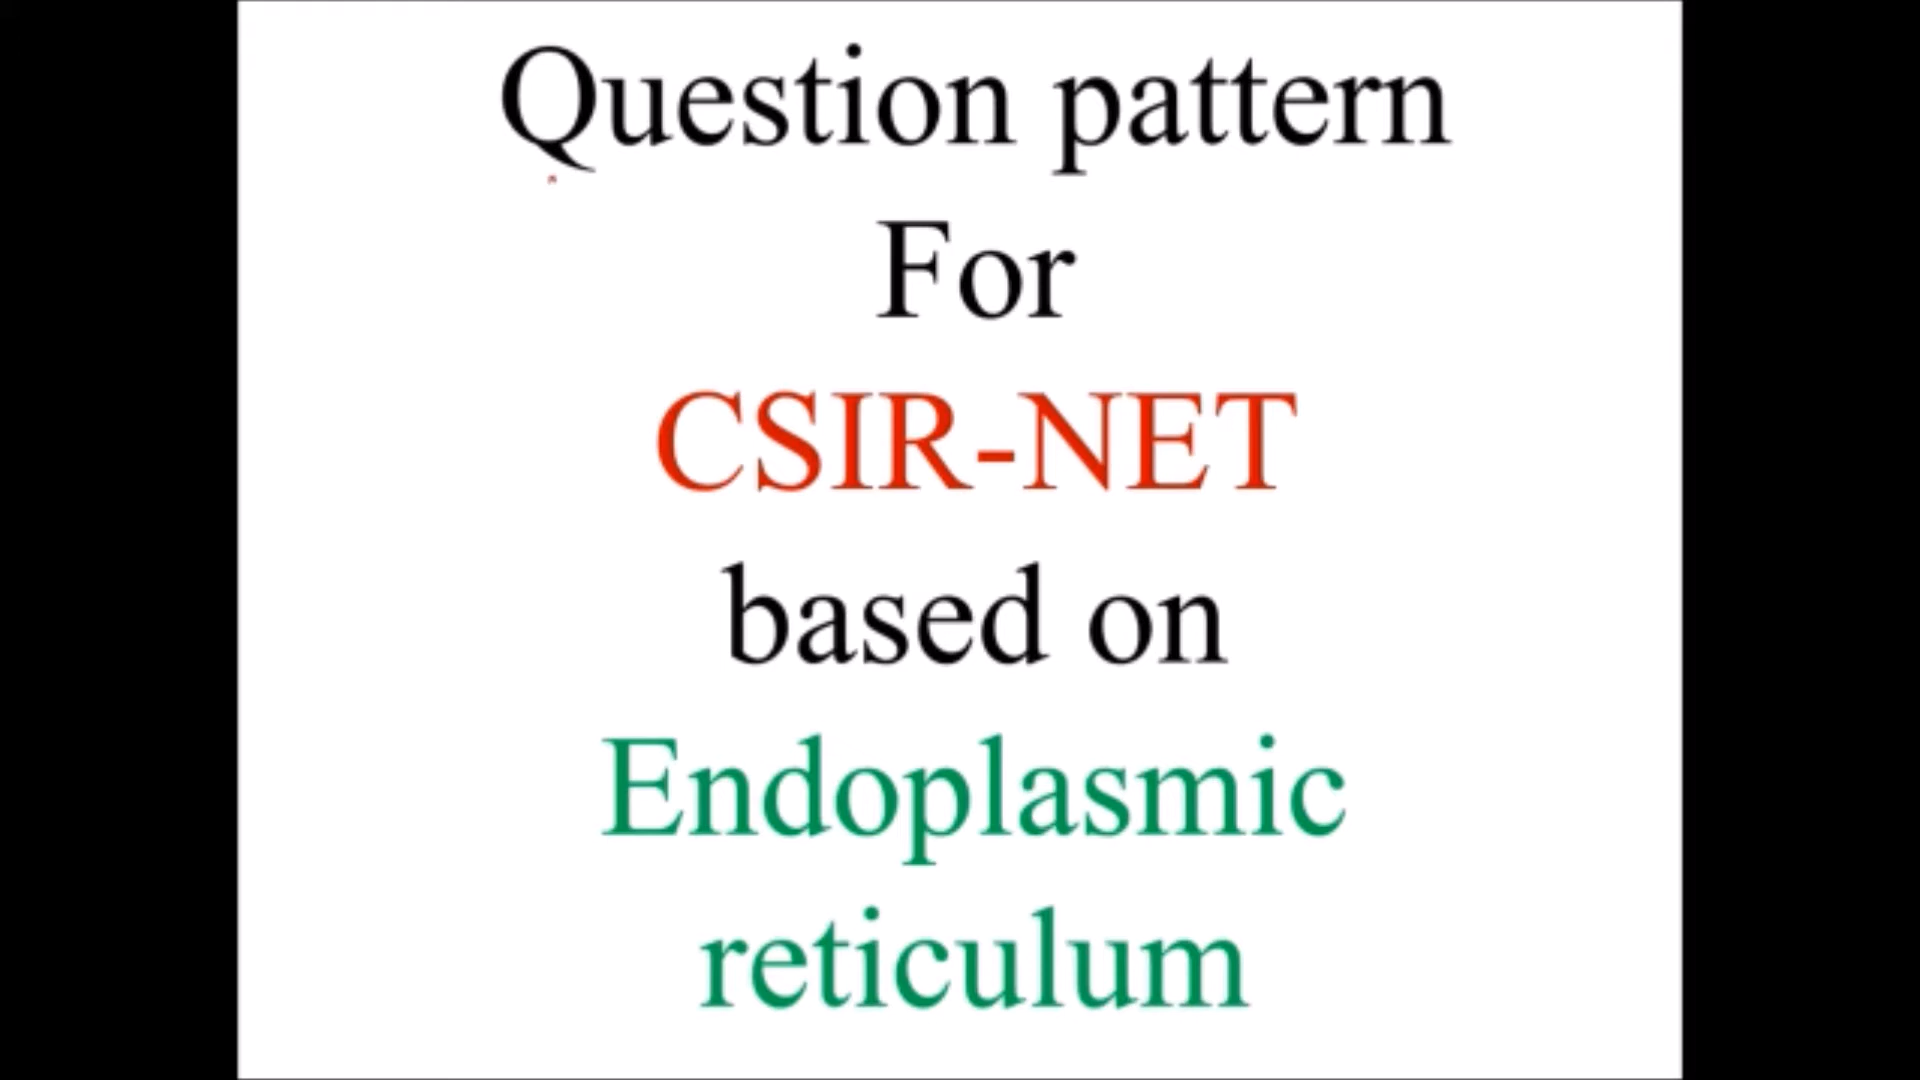 Question pattern
For
CSIR-NET
based on
Endoplasmic
reticulum